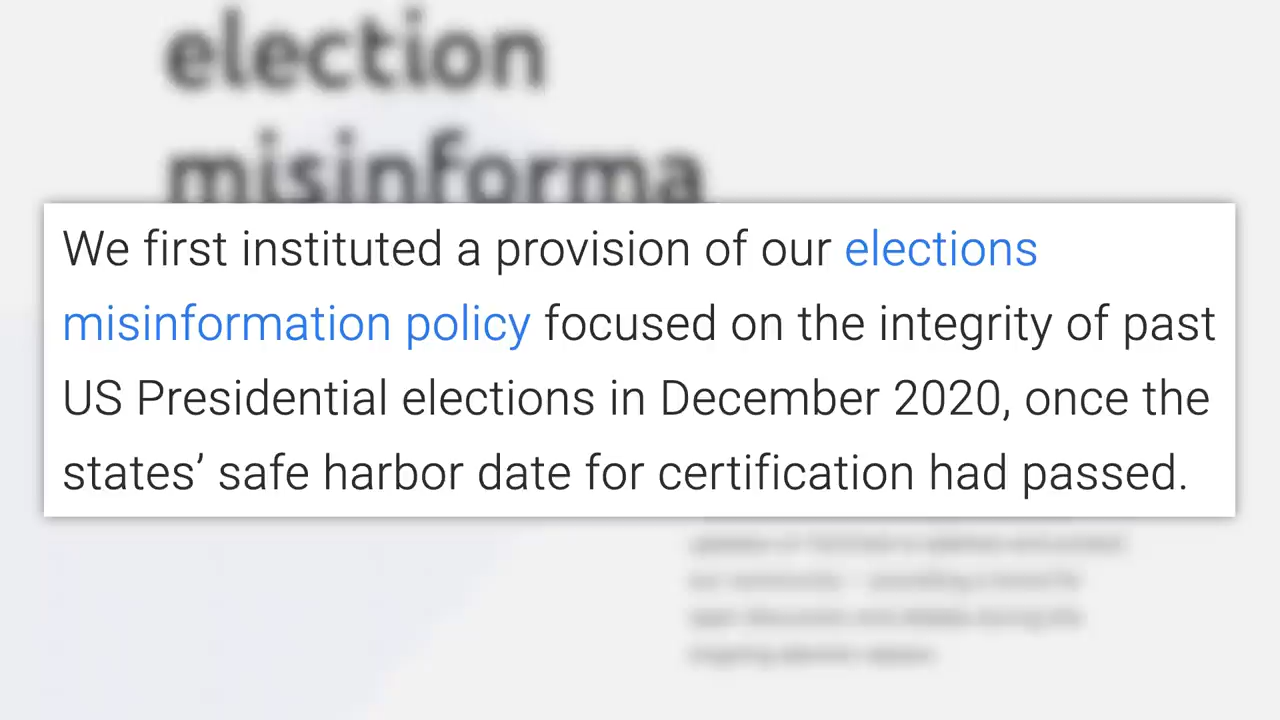 election
misinforma
We first instituted a provision of our elections
misinformation policy focused on the integrity of past
US Presidential elections in December 2020, once the
states’ safe harbor date for certification had passed.